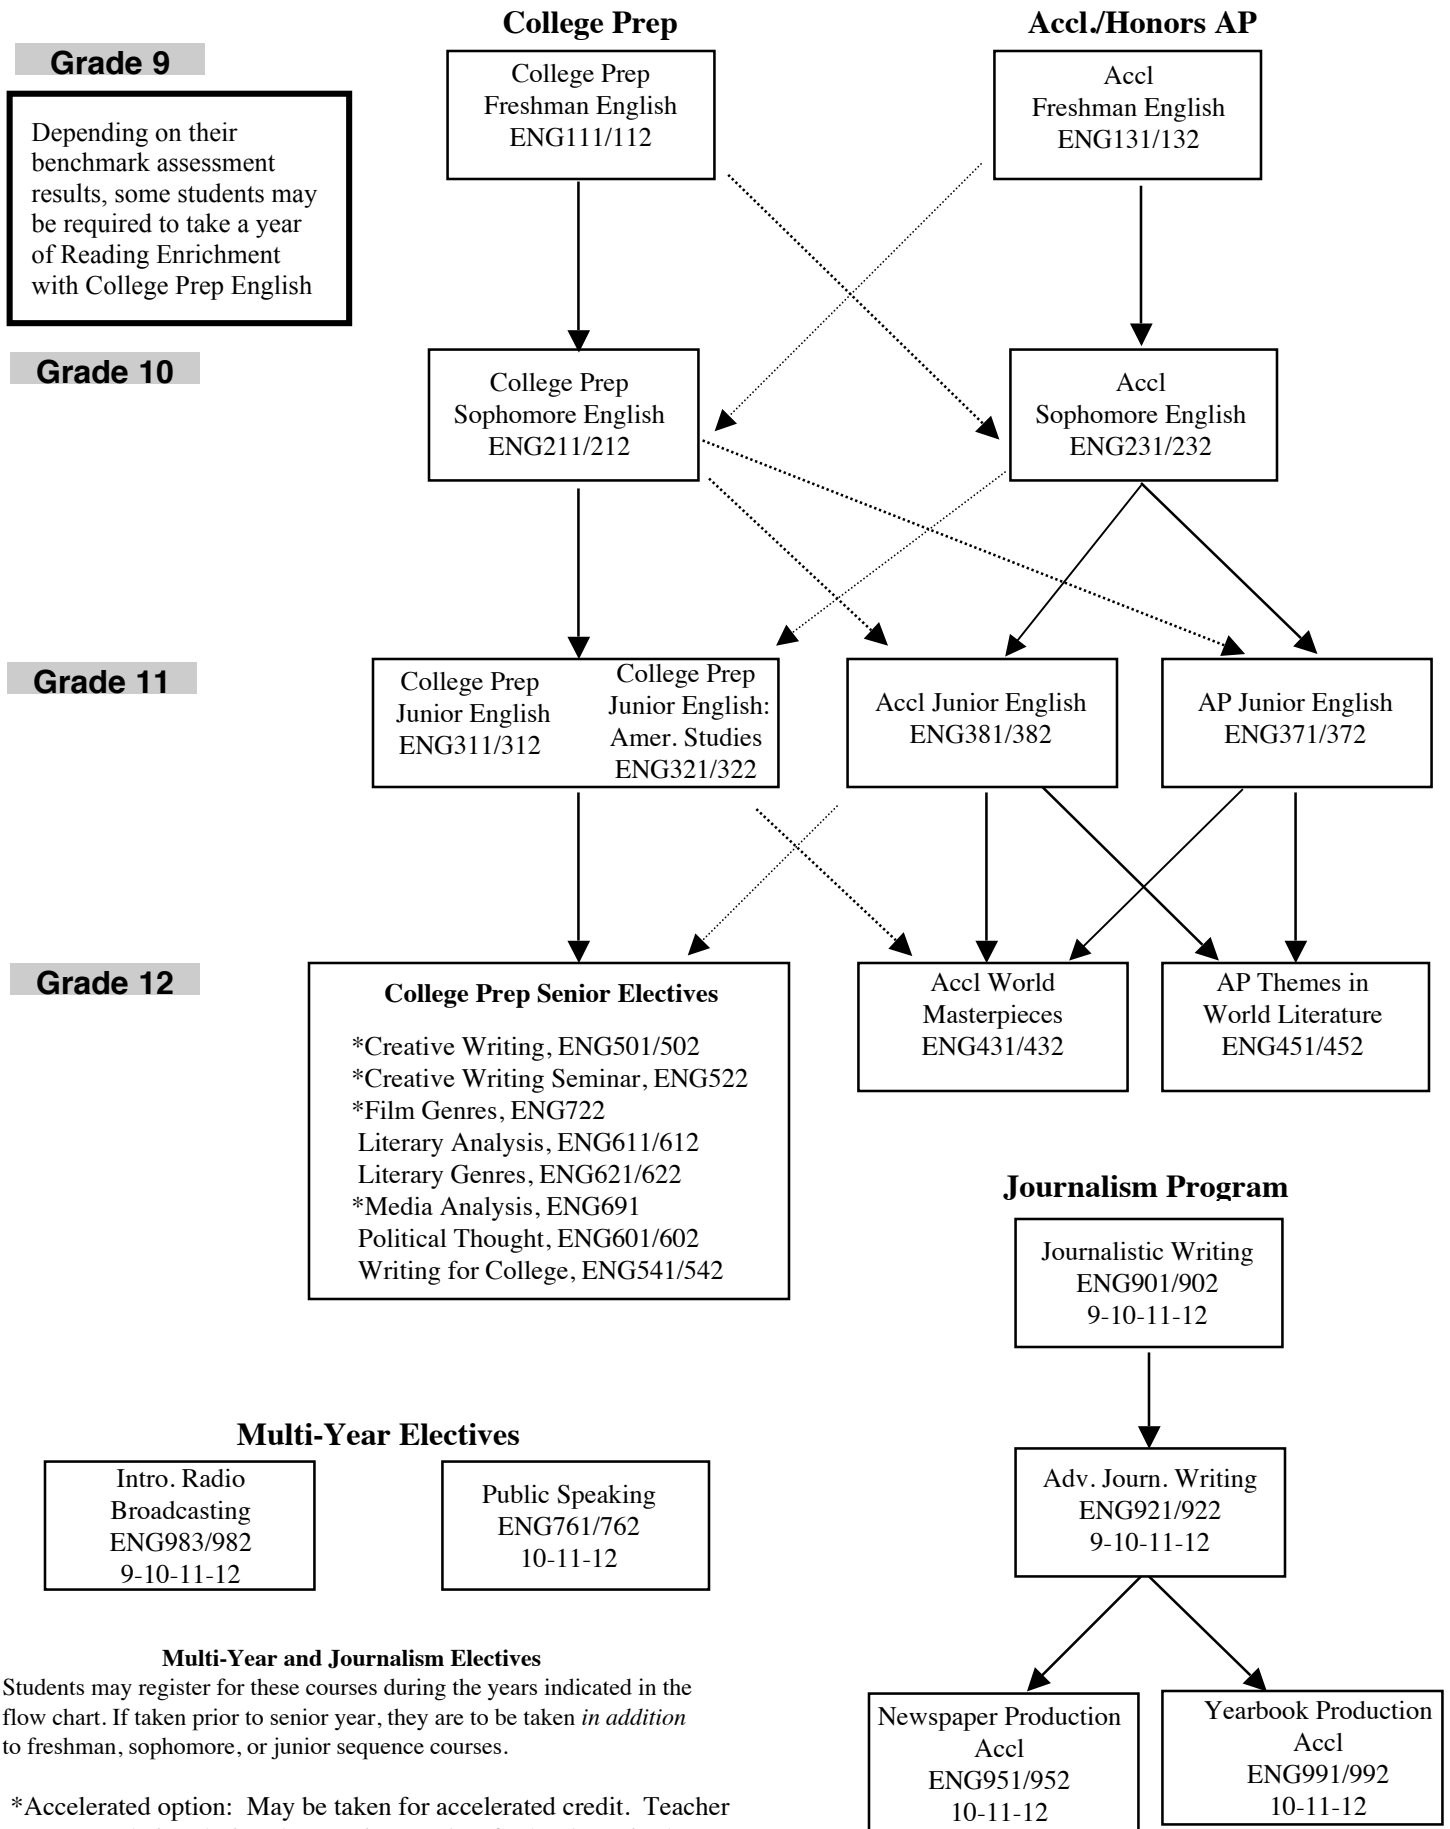 College Prep
Accl./Honors AP
Grade 9
College Prep
Freshman English
ENG111/112
Accl
Freshman English
ENG131/132
Depending on their
benchmark assessment
results, some students may
be required to take a year
of Reading Enrichment
with College Prep English
Grade 10
College Prep
Sophomore English
ENG211/212
Accl
Sophomore English
ENG231/232
Grade 11
College Prep
Junior English
ENG311/312
College Prep
Junior English:
Amer. Studies
ENG321/322
Accl Junior English
ENG381/382
AP Junior English
ENG371/372
Grade 12
College Prep Senior Electives
*Creative Writing, ENG501/502
*Creative Writing Seminar, ENG522
*Film Genres, ENG722
Literary Analysis, ENG611/612
Literary Genres, ENG621/622
*Media Analysis, ENG691
Political Thought, ENG601/602
Writing for College, ENG541/542
Accl World
Masterpieces
ENG431/432
AP Themes in
World Literature
ENG451/452
Journalism Program
Journalistic Writing
ENG901/902
9-10-11-12
Multi-Year Electives
Intro. Radio
Broadcasting
ENG983/982
9-10-11-12
Public Speaking
ENG761/762
10-11-12
Adv. Journ. Writing
ENG921/922
9-10-11-12
Multi-Year and Journalism Electives
Students may register for these courses during the years indicated in the
flow chart. If taken prior to senior year, they are to be taken in addition
to freshman, sophomore, or junior sequence courses.
Newspaper Production
Accl
ENG951/952
10-11-12
Yearbook Production
Accl
ENG991/992
10-11-12
*Accelerated option:  May be taken for accelerated credit.  Teacher